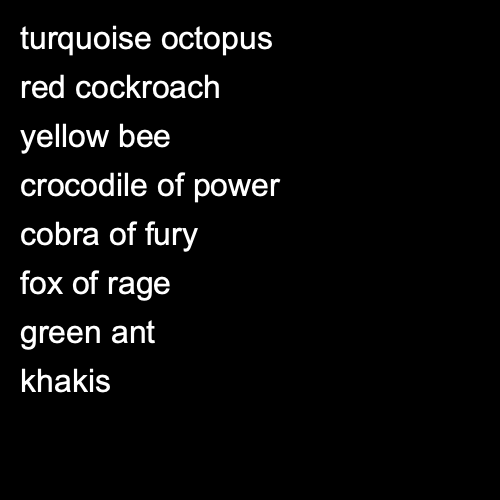 turquoise octopus
red cockroach
yellow bee
crocodile of power
cobra of fury
fox of rage
green ant
khakis